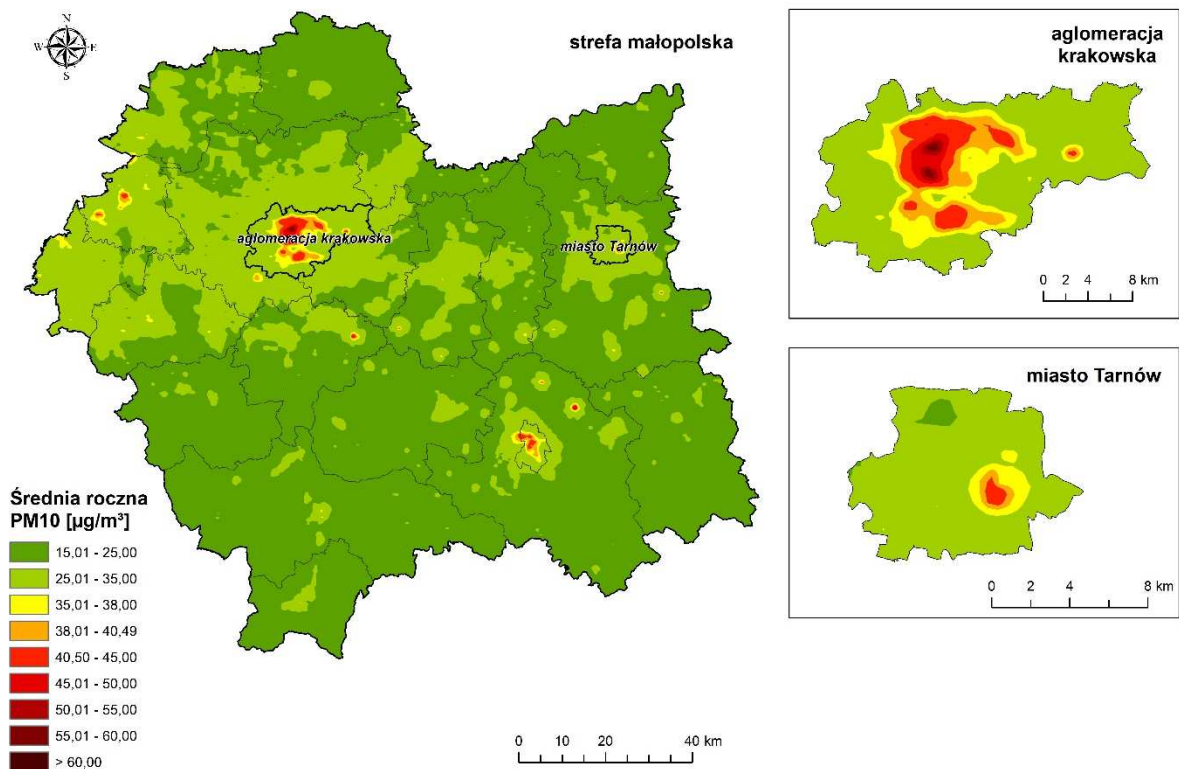 N
W E
S
strefa małopolska
aglomeracja krakowska
miasto Tarnów
Średnia roczna
PM10 [µg/m³]
15,01 - 25,00
25,01 - 35,00
35,01 - 38,00
38,01 - 40,49
40,50 - 45,00
45,01 - 50,00
50,01 - 55,00
55,01 - 60,00
> 60,00
0 10 20 40 km
aglomeracja
krakowska
0 2 4 8 km
miasto Tarnów
0 2 4 8 km